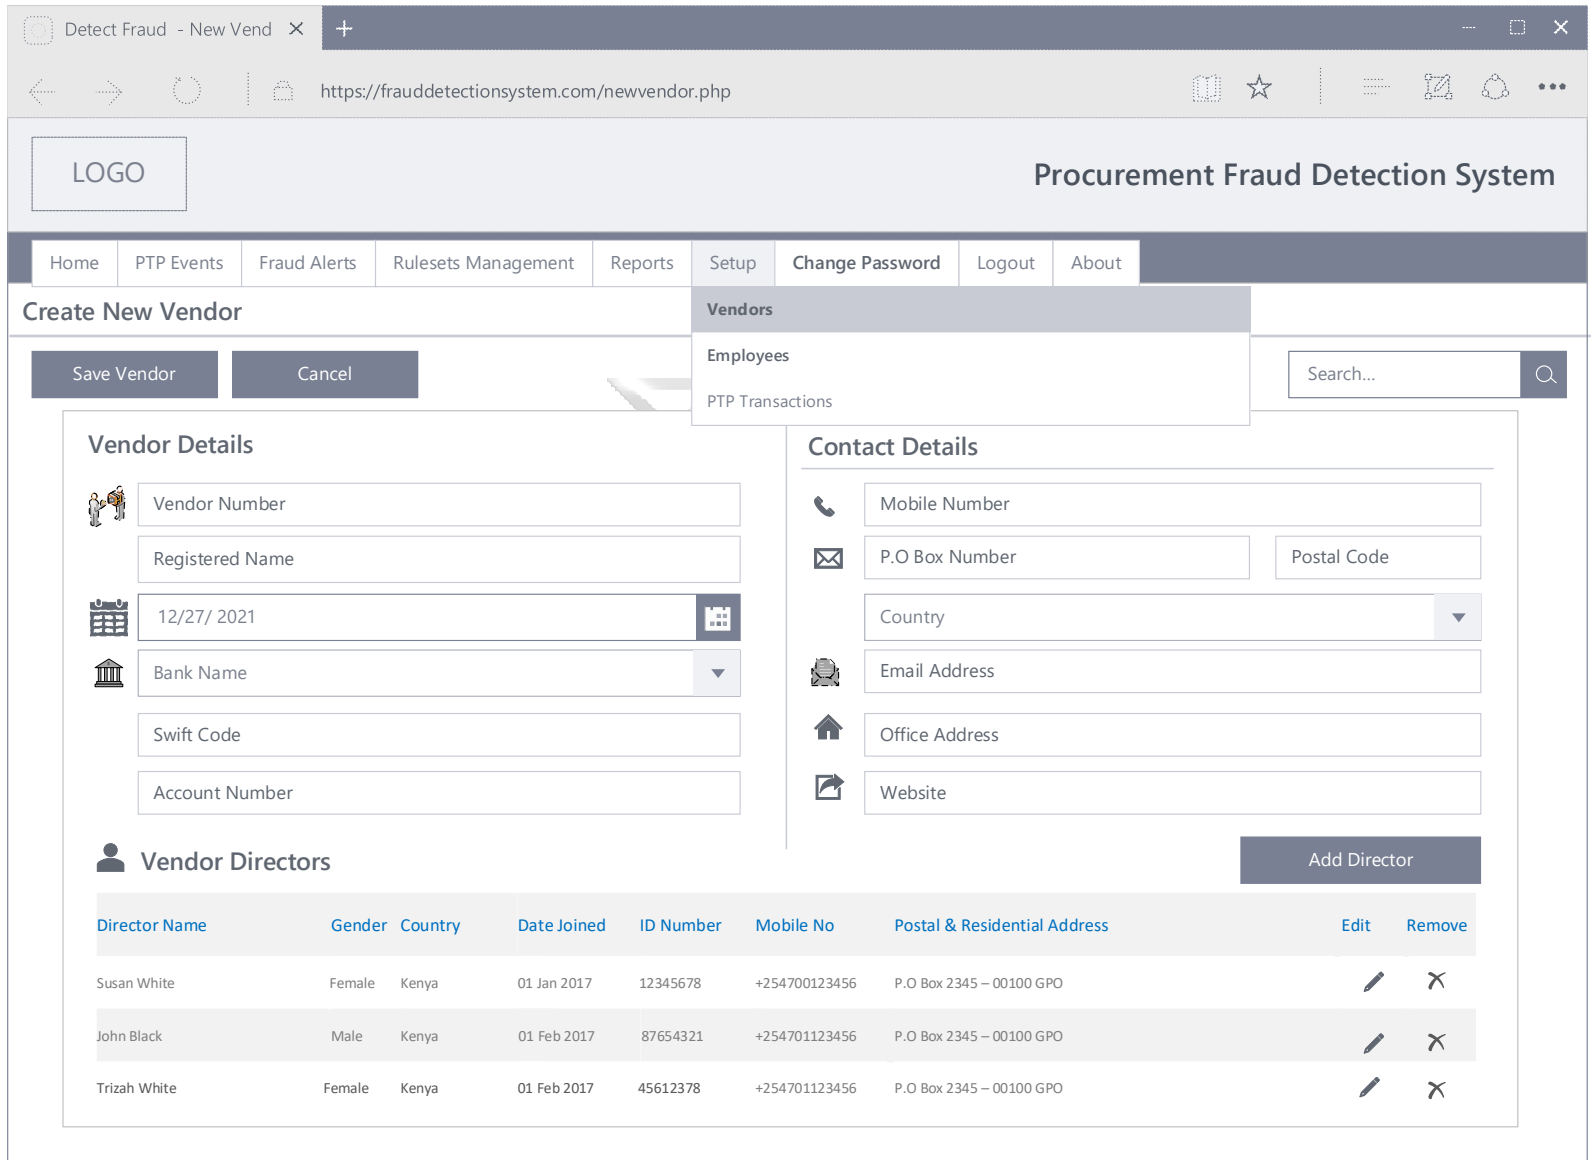 Detect Fraud - New Vend
https://frauddetectionsystem.com/newvendor.php
LOGO
Procurement Fraud Detection System
Home PTP Events Fraud Alerts Rulesets Management Reports Setup Change Password Logout About
Create New Vendor
Vendors
Employees
PTP Transactions
Save Vendor Cancel
Search...
Vendor Details
Vendor Number
Registered Name
12/27/ 2021
Bank Name
Swift Code
Account Number
Contact Details
Mobile Number
P.O Box Number Postal Code
Country
Email Address
Office Address
Website
Vendor Directors
Add Director
Director Name Gender Country Date Joined ID Number Mobile No Postal & Residential Address Edit Remove
Susan White Female Kenya 01 Jan 2017 12345678 +254700123456 P.O Box 2345 – 00100 GPO
John Black Male Kenya 01 Feb 2017 87654321 +254701123456 P.O Box 2345 – 00100 GPO
Trizah White Female Kenya 01 Feb 2017 45612378 +254701123456 P.O Box 2345 – 00100 GPO